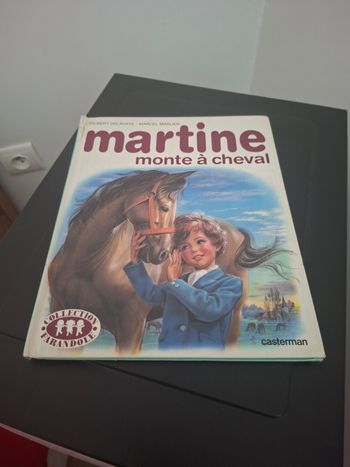 GILBERT DELAHAYE - MARCEL MARLIER
martine
monte à cheval
COLLECTION
FARANDOLE
casterman